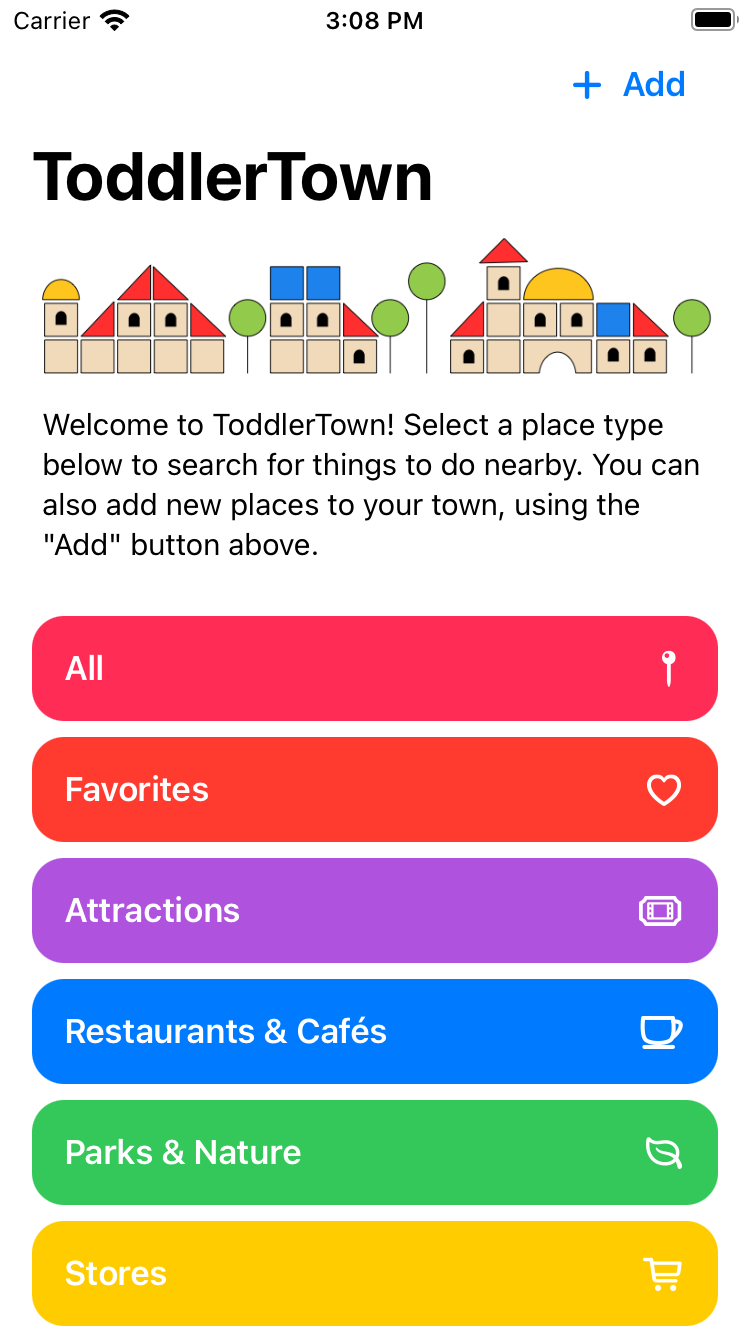 Carrier 3:08 PM
+ Add
ToddlerTown
Welcome to ToddlerTown! Select a place type
below to search for things to do nearby. You can
also add new places to your town, using the
"Add" button above.
All
Favorites
Attractions
Restaurants & Cafés
Parks & Nature
Stores